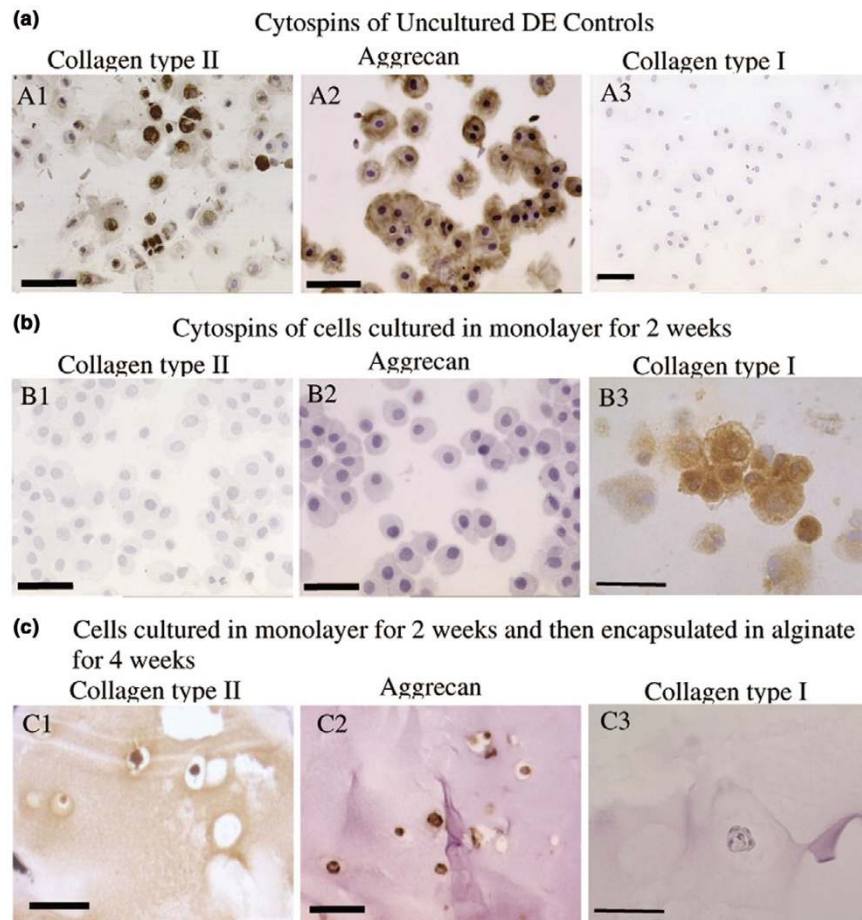 (a) Cytospins of Uncultured DE Controls
Collagen type II Aggrecan Collagen type I
A1 A2 A3
(b) Cytospins of cells cultured in monolayer for 2 weeks
Collagen type II Aggrecan Collagen type I
B1 B2 B3
(c) Cells cultured in monolayer for 2 weeks and then encapsulated in alginate
for 4 weeks
Collagen type II Aggrecan Collagen type I
C1 C2 C3